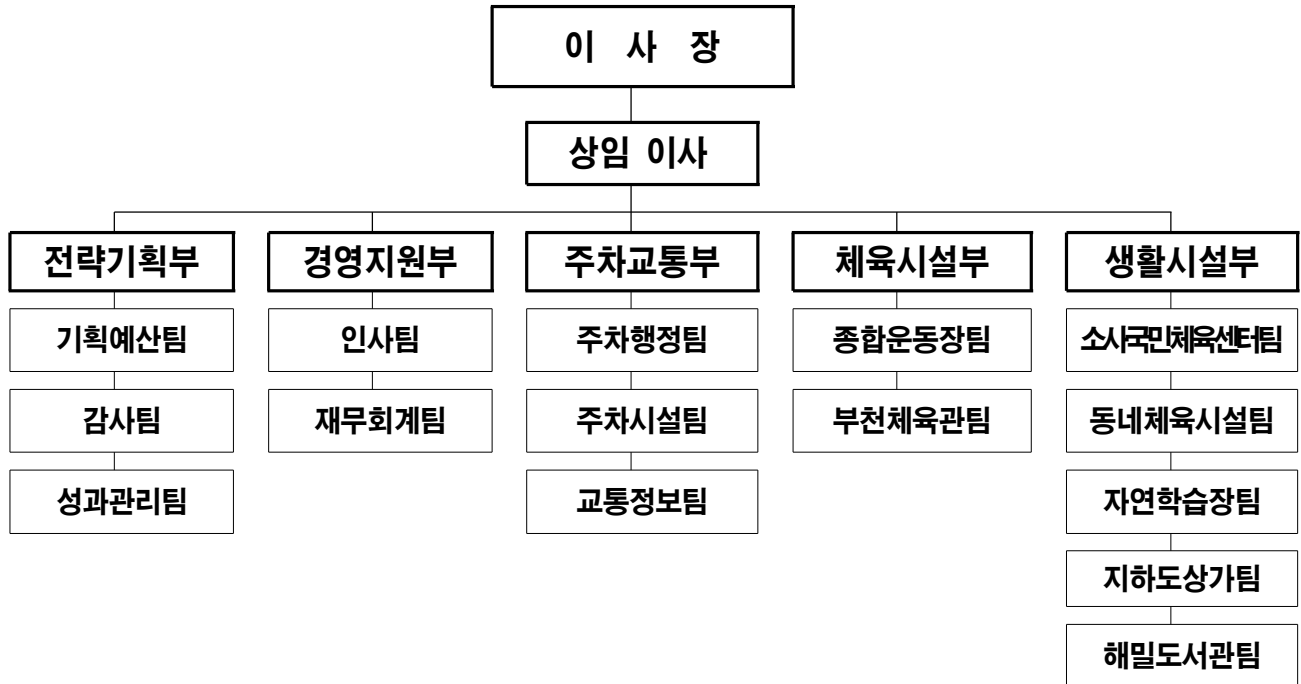 이 사 장
상임 이사
전략기획부 경영지원부 주차교통부 체육시설부 생활시설부
기획예산팀 인사팀 주차행정팀 종합운동장팀 소사국민체육센터팀
감사팀 재무회계팀 주차시설팀 부천체육관팀 동네체육시설팀
성과관리팀 교통정보팀 자연학습장팀
지하도상가팀
해밀도서관팀